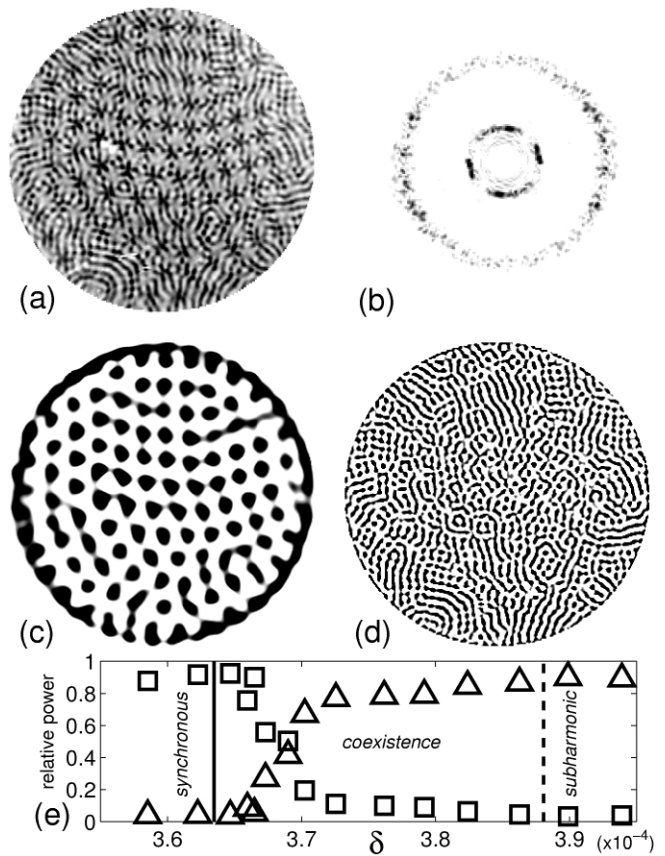 (a)
(b)
(c)
(d)
relative power
1
0.8
0.6
0.4
0.2
0
synchronous
coexistence
subharmonic
(e)
3.6
3.7
3.8
3.9
(x10⁻⁴)
δ